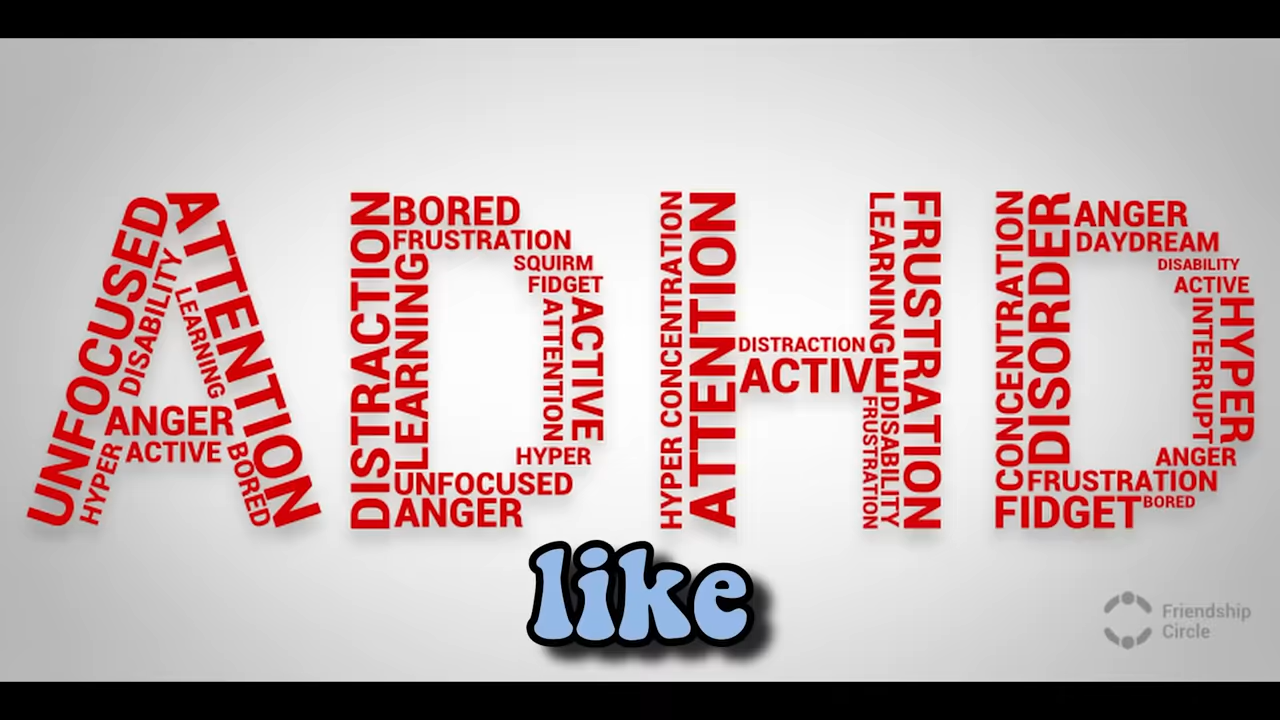 UNFOCUSED
ATTENTION
DISABILITY
LEARNING
ANGER
ACTIVE
HYPER
BORED
DISTRACTION
LEARNING
BORED
FRUSTRATION
SQUIRM
FIDGET
ATTENTION
ACTIVE
HYPER
UNFOCUSED
ANGER
HYPER CONCENTRATION
ATTENTION
DISTRACTION
ACTIVE
LEARNING
FRUSTRATION
DISABILITY
FRUSTRATION
CONCENTRATION
DISORDER
ANGER
DAYDREAM
DISABILITY
ACTIVE
INTERRUPT
HYPER
ANGER
FRUSTRATION
FIDGET
BORED
like
Friendship
Circle